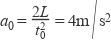 a₀ = 2L/t₀² = 4m/s²